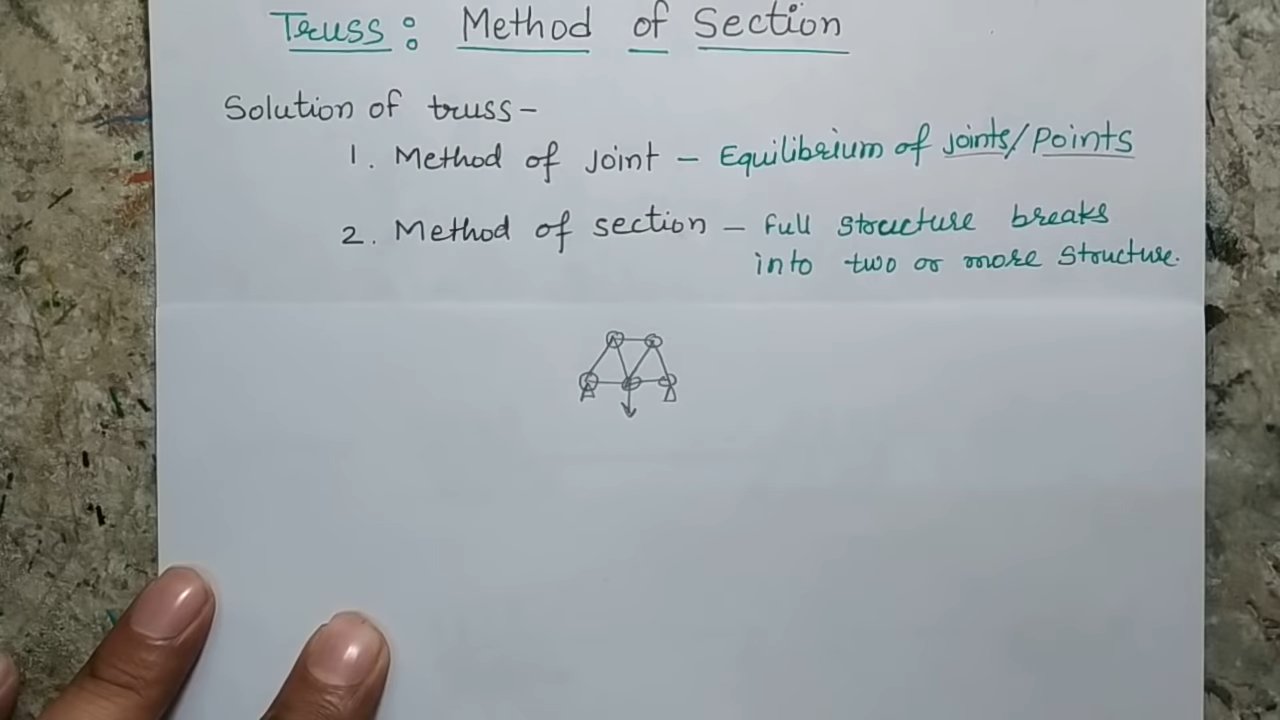 Truss: Method of Section
Solution of truss-
1. Method of joint - Equilibrium of joints/Points
2. Method of section - full structure breaks
into two or more structure.